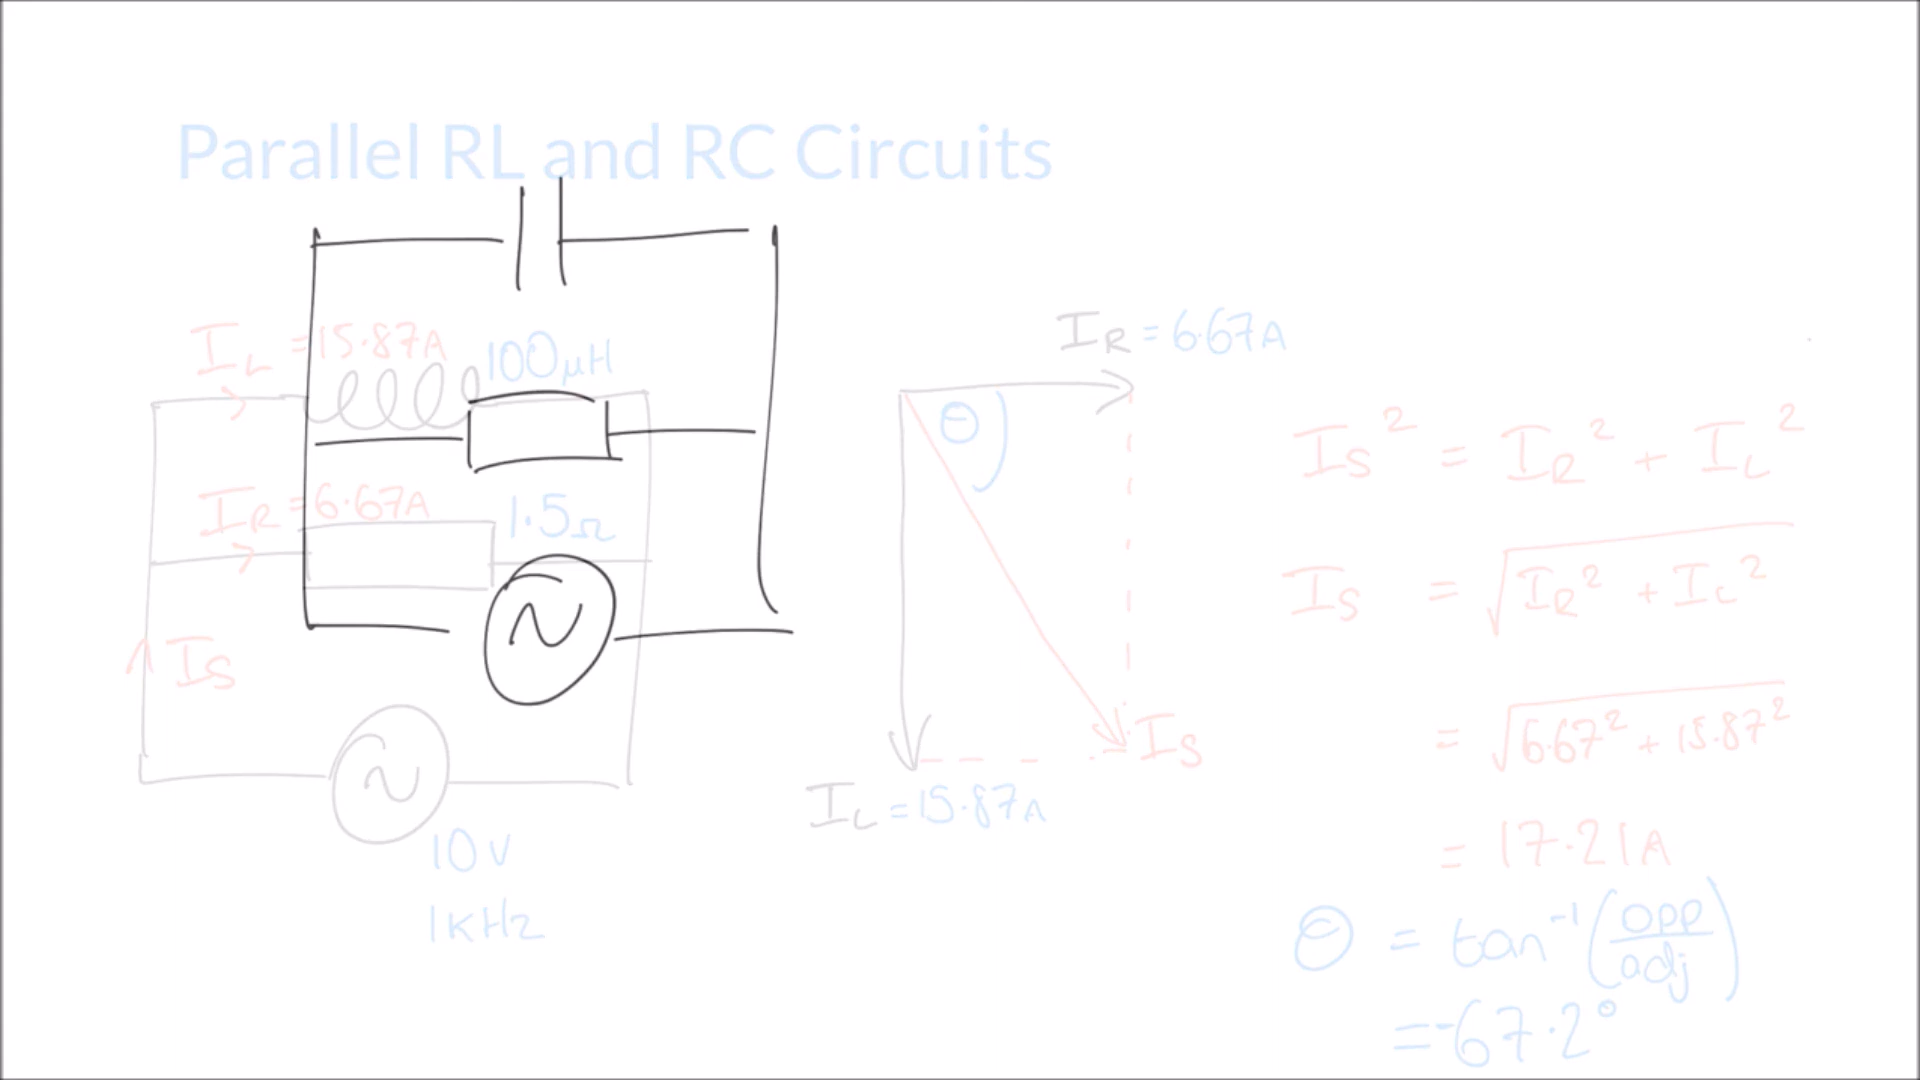 Parallel RL and RC Circuits
IL = 15.87A
100μH
IR = 6.67A
1.5Ω
IS
10V
1KHz
IR = 6.67A
Θ
IS
IL = 15.87A
IS² = IR² + IL²
IS = √IR² + IL²
= √6.67² + 15.87²
= 17.21A
Θ = tan⁻¹(opp/adj)
= -67.2°